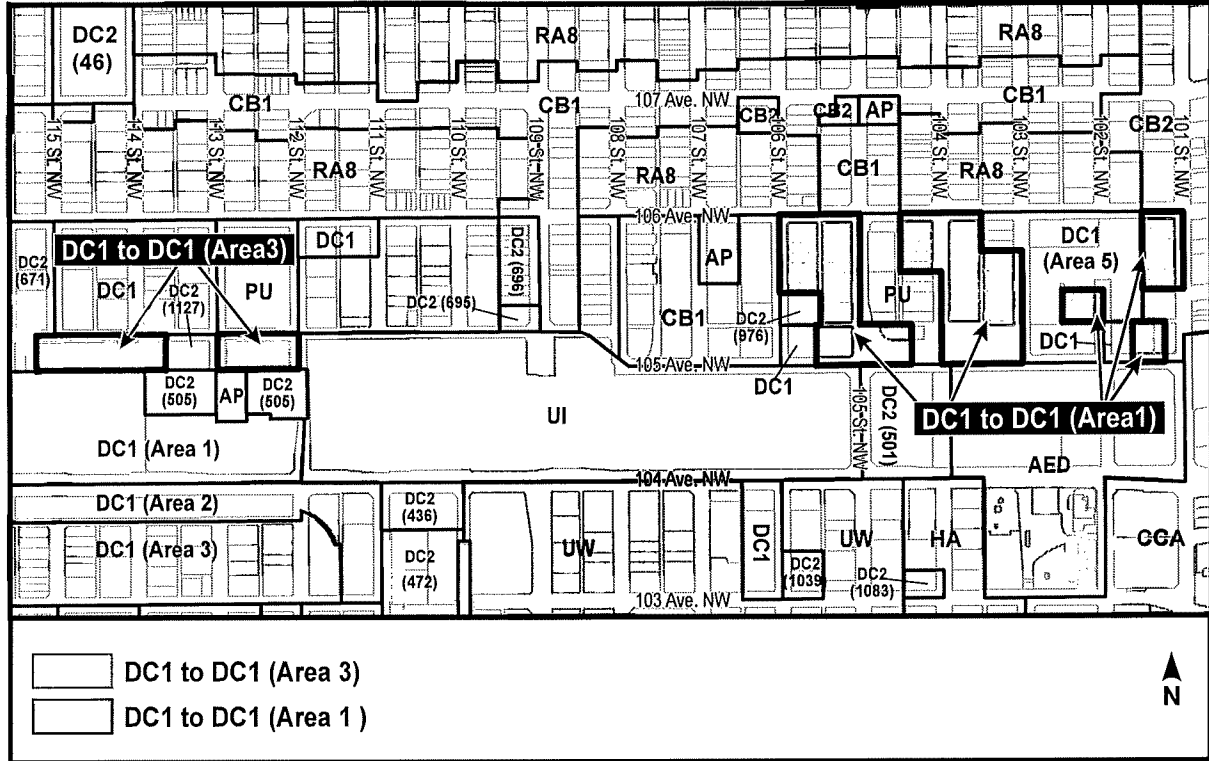 DC2
(46)
RA8
RA8
CB1
CB1
107 Ave. NW
CB2
CB2
AP
CB1
CB2
115 St. NW
114 St. NW
113 St. NW
112 St. NW
111 St. NW
110 St. NW
109 St. NW
108 St. NW
107 St. NW
106 St. NW
104 St. NW
103 St. NW
102 St. NW
101 St. NW
RA8
RA8
CB1
RA8
106 Ave. NW
DC2
(671)
DC1 to DC1 (Area3)
DC1
DC2
(1127)
PU
DC1
DC2 (695)
DC2 (696)
AP
CB1
DC2
(976)
PU
DC1
(Area 5)
DC1
105 Ave. NW
DC1
DC2
(505)
AP
DC2
(505)
UI
105 St. NW
DC2 (501)
DC1 to DC1 (Area1)
DC1 (Area 1)
AED
104 Ave. NW
DC1 (Area 2)
DC1 (Area 3)
DC2
(436)
DC2
(472)
UW
DC1
DC2
(1039)
UW
HA
DC2
(1083)
CCA
103 Ave. NW
DC1 to DC1 (Area 3)
DC1 to DC1 (Area 1 )
N